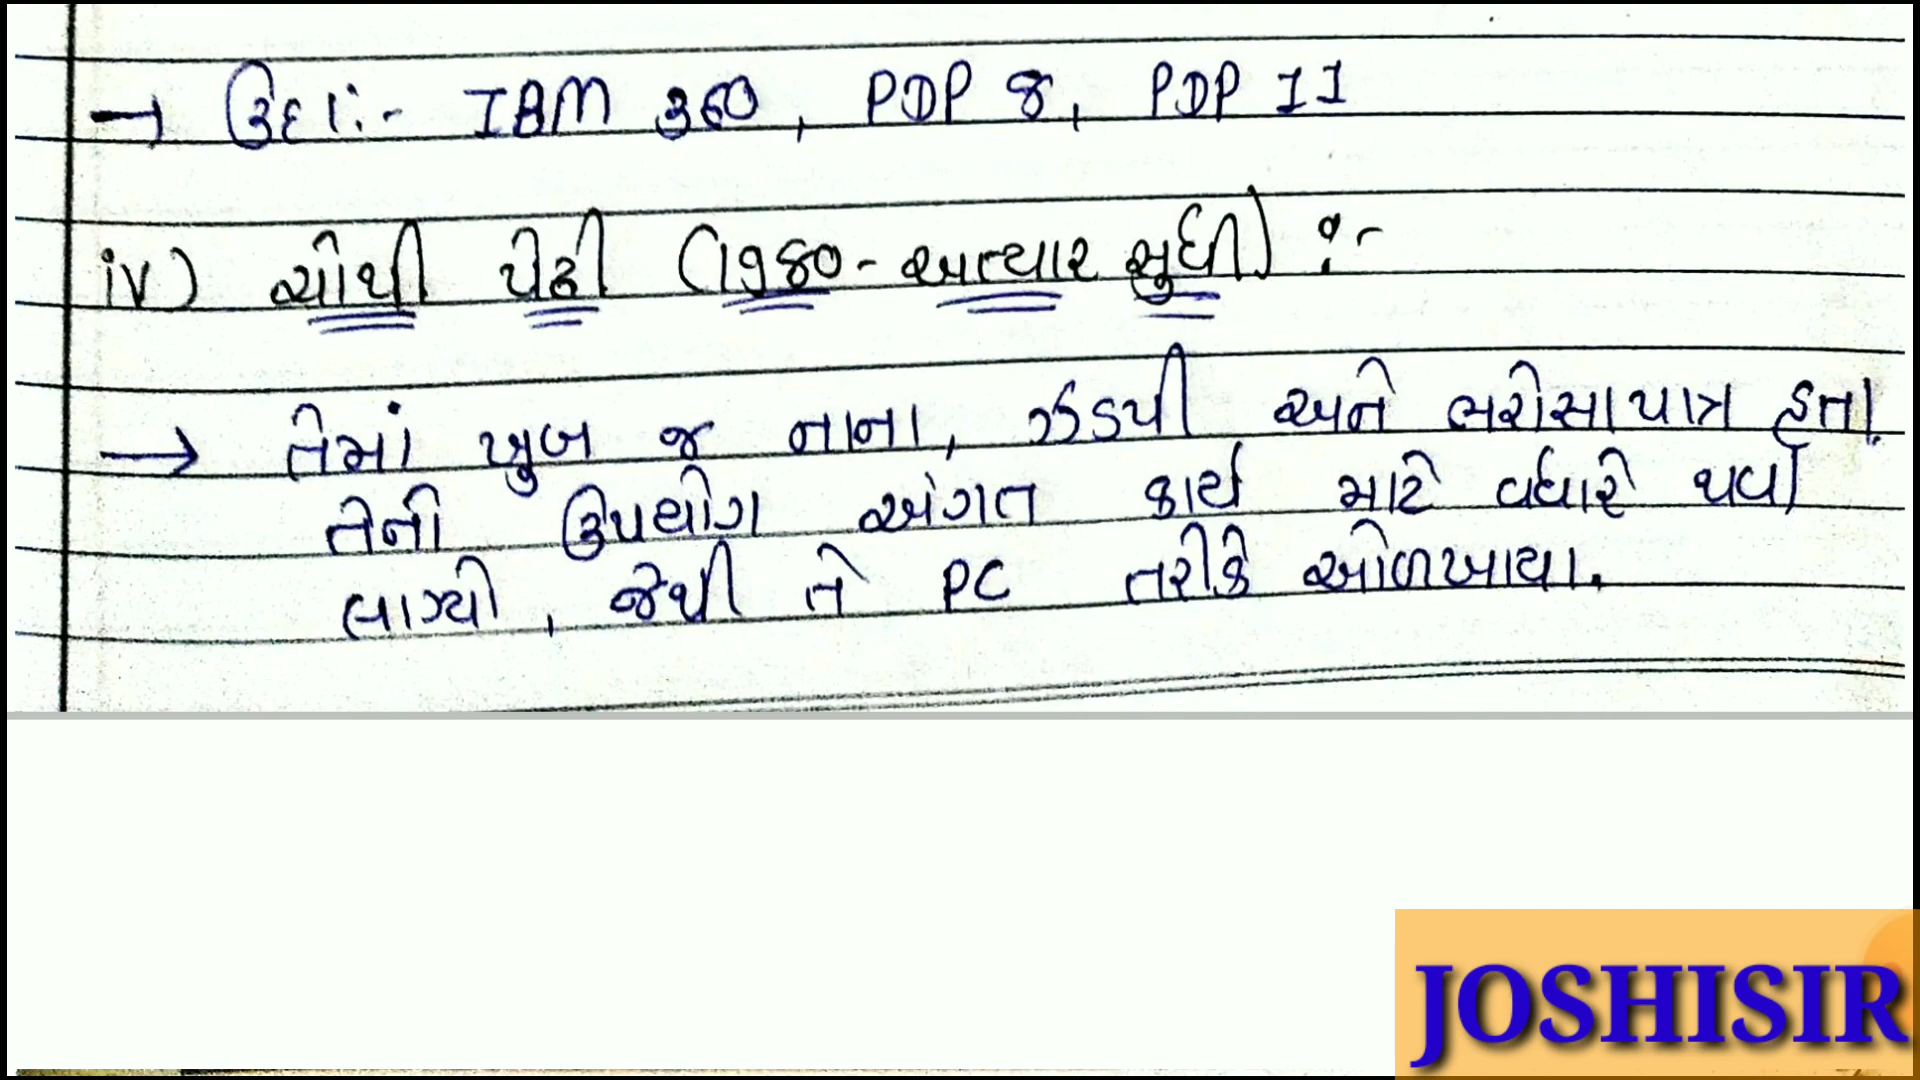 → ઉદા:- IBM 360, PDP 8, PDP 11
iv) ચોથી પેઢી (1980- અત્યાર સુધી) :-
→ તેમાં ખુબ જ નાના, ઝડપી અને ભરોસાપાત્ર હતા.
તેની ઉપયોગ અંગત કાર્ય માટે વધારે થવા
લાગ્યો, જેથી તે PC તરીકે ઓળખાયા.
JOSHISIR